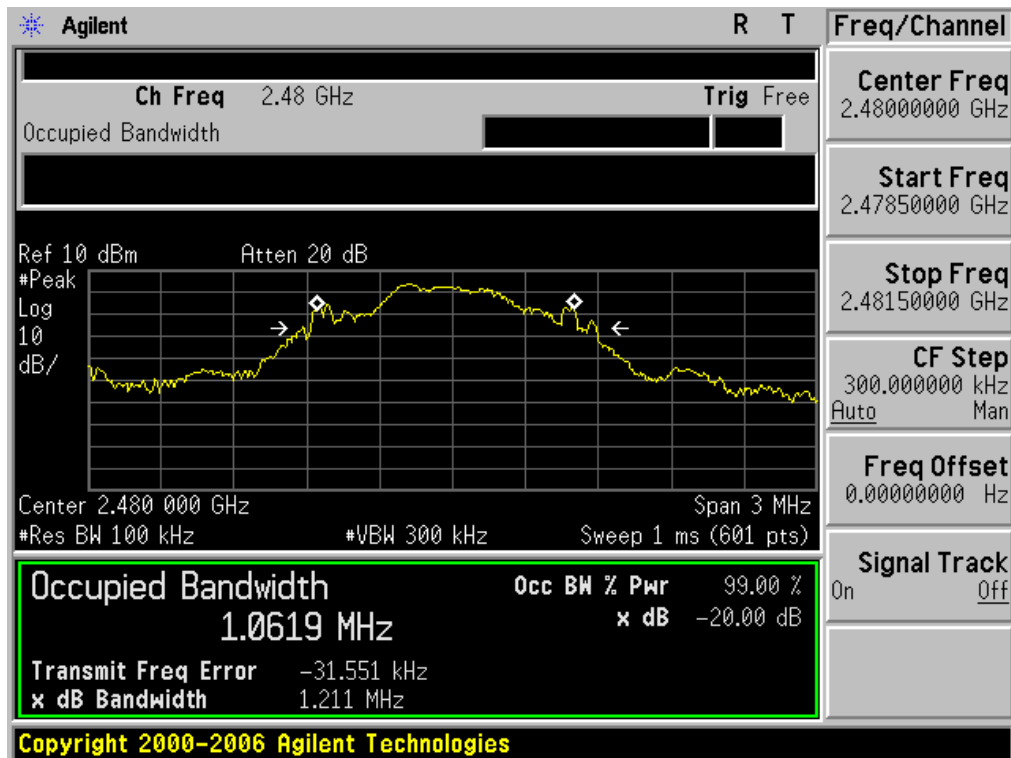 Agilent R T
Ch Freq 2.48 GHz Trig Free
Occupied Bandwidth
Ref 10 dBm Atten 20 dB
#Peak
Log
10
dB/
Center 2.480 000 GHz Span 3 MHz
#Res BW 100 kHz #VBW 300 kHz Sweep 1 ms (601 pts)
Occupied Bandwidth Occ BW % Pwr 99.00 %
1.0619 MHz x dB -20.00 dB
Transmit Freq Error -31.551 kHz
x dB Bandwidth 1.211 MHz
Copyright 2000-2006 Agilent Technologies
Freq/Channel
Center Freq
2.48000000 GHz
Start Freq
2.47850000 GHz
Stop Freq
2.48150000 GHz
CF Step
300.000000 kHz
Auto Man
Freq Offset
0.00000000 Hz
Signal Track
On Off